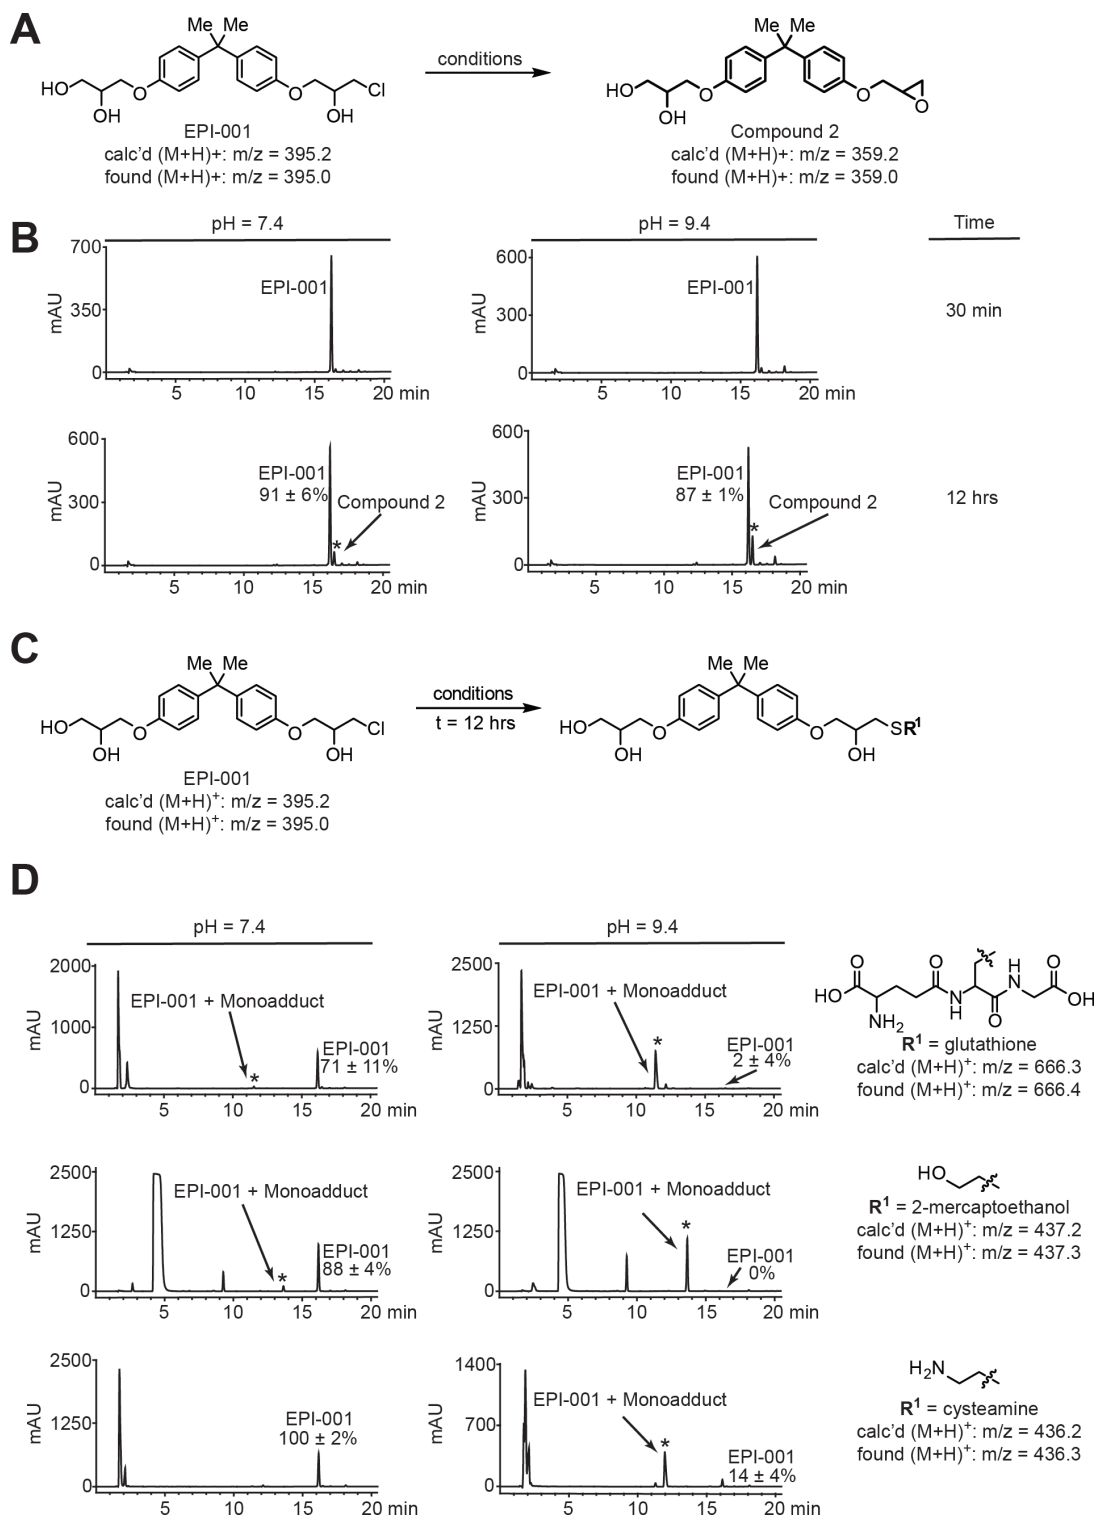 A
Me Me
HO
OH
O
O
OH
Cl
conditions
Me Me
HO
OH
O
O
O
EPI-001
calc'd (M+H)+: m/z = 395.2
found (M+H)+: m/z = 395.0
Compound 2
calc'd (M+H)+: m/z = 359.2
found (M+H)+: m/z = 359.0
B
pH = 7.4
pH = 9.4
Time
700
350
0
mAU
EPI-001
5 10 15 20 min
600
300
0
mAU
EPI-001
5 10 15 20 min
30 min
600
300
0
mAU
EPI-001
91 ± 6%
Compound 2
*
5 10 15 20 min
600
300
0
mAU
EPI-001
87 ± 1%
Compound 2
*
5 10 15 20 min
12 hrs
C
Me Me
HO
OH
O
O
OH
Cl
conditions
t = 12 hrs
Me Me
HO
OH
O
O
OH
SR¹
EPI-001
calc'd (M+H)⁺: m/z = 395.2
found (M+H)⁺: m/z = 395.0
D
pH = 7.4
pH = 9.4
2000
1000
0
mAU
EPI-001 + Monoadduct
*
EPI-001
71 ± 11%
5 10 15 20 min
2500
1250
0
mAU
EPI-001 + Monoadduct
*
EPI-001
2 ± 4%
5 10 15 20 min
O
HO
NH₂
O
N
H
O
H
N
O
OH
R¹ = glutathione
calc'd (M+H)⁺: m/z = 666.3
found (M+H)⁺: m/z = 666.4
2500
1250
0
mAU
EPI-001 + Monoadduct
*
EPI-001
88 ± 4%
5 10 15 20 min
2500
1250
0
mAU
EPI-001 + Monoadduct
*
EPI-001
0%
5 10 15 20 min
HO
R¹ = 2-mercaptoethanol
calc'd (M+H)⁺: m/z = 437.2
found (M+H)⁺: m/z = 437.3
2500
1250
0
mAU
EPI-001
100 ± 2%
5 10 15 20 min
1400
700
0
mAU
EPI-001 + Monoadduct
*
EPI-001
14 ± 4%
5 10 15 20 min
H₂N
R¹ = cysteamine
calc'd (M+H)⁺: m/z = 436.2
found (M+H)⁺: m/z = 436.3